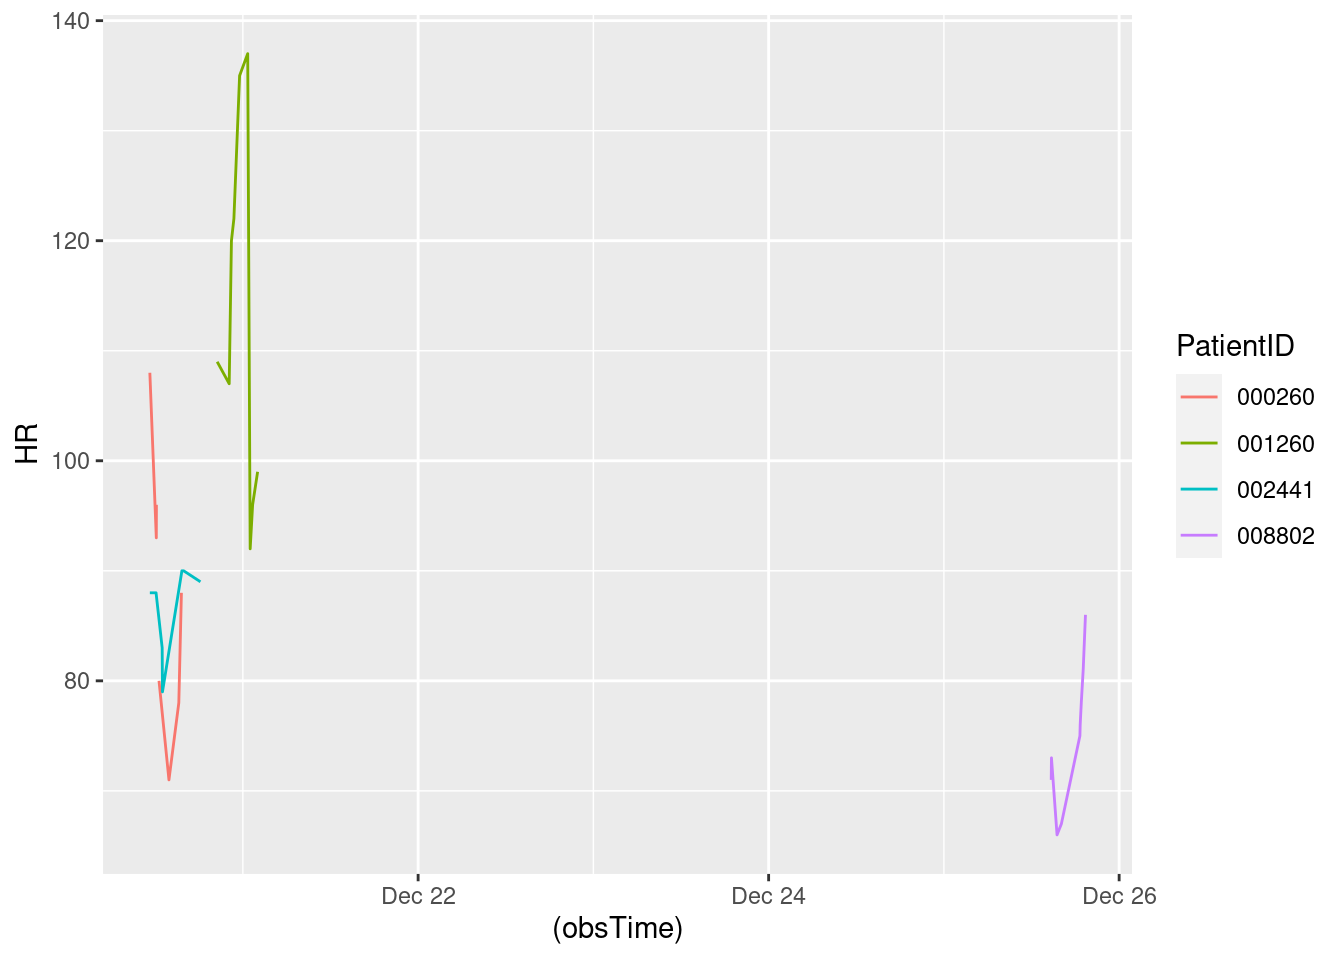 140
120
100
80
HR
Dec 22
Dec 24
Dec 26
(obsTime)
PatientID
000260
001260
002441
008802